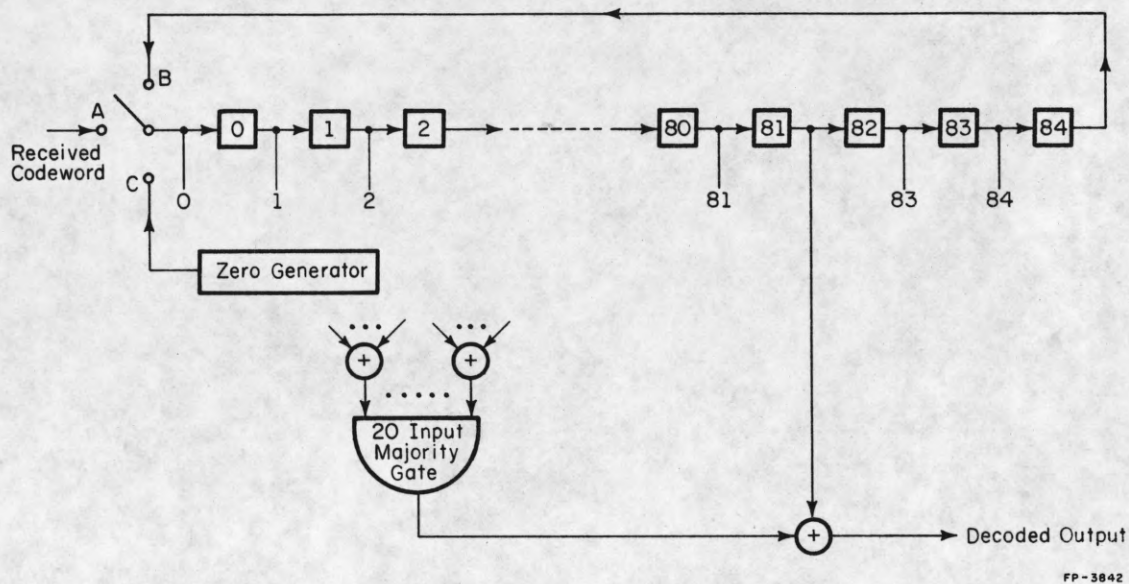 B
A
0
1
2
80
81
82
83
84
Received
Codeword
C
0
1
2
81
83
84
Zero Generator
+
+
20 Input
Majority
Gate
+
Decoded Output
FP-3842